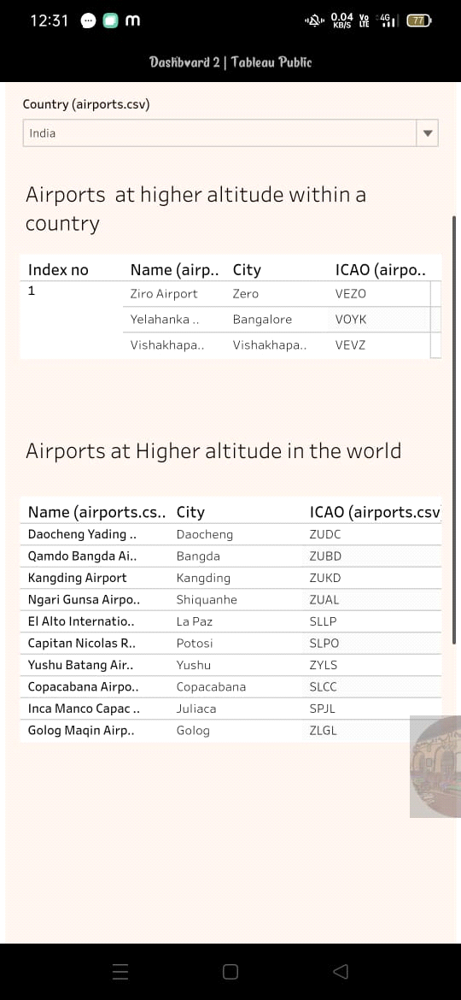 12:31 m 0.04 KB/S Vo LTE 4G 77
Dashbvard 2 | Tableau Public
Country (airports.csv)
India
Airports at higher altitude within a
country
Index no Name (airp.. City ICAO (airpo..
1 Ziro Airport Zero VEZO
Yelahanka .. Bangalore VOYK
Vishakhapa.. Vishakhapa.. VEVZ
Airports at Higher altitude in the world
Name (airports.cs.. City ICAO (airports.csv)
Daocheng Yading .. Daocheng ZUDC
Qamdo Bangda Ai.. Bangda ZUBD
Kangding Airport Kangding ZUKD
Ngari Gunsa Airpo.. Shiquanhe ZUAL
El Alto Internatio.. La Paz SLLP
Capitan Nicolas R.. Potosi SLPO
Yushu Batang Air.. Yushu ZYLS
Copacabana Airpo.. Copacabana SLCC
Inca Manco Capac .. Juliaca SPJL
Golog Maqin Airp.. Golog ZLGL